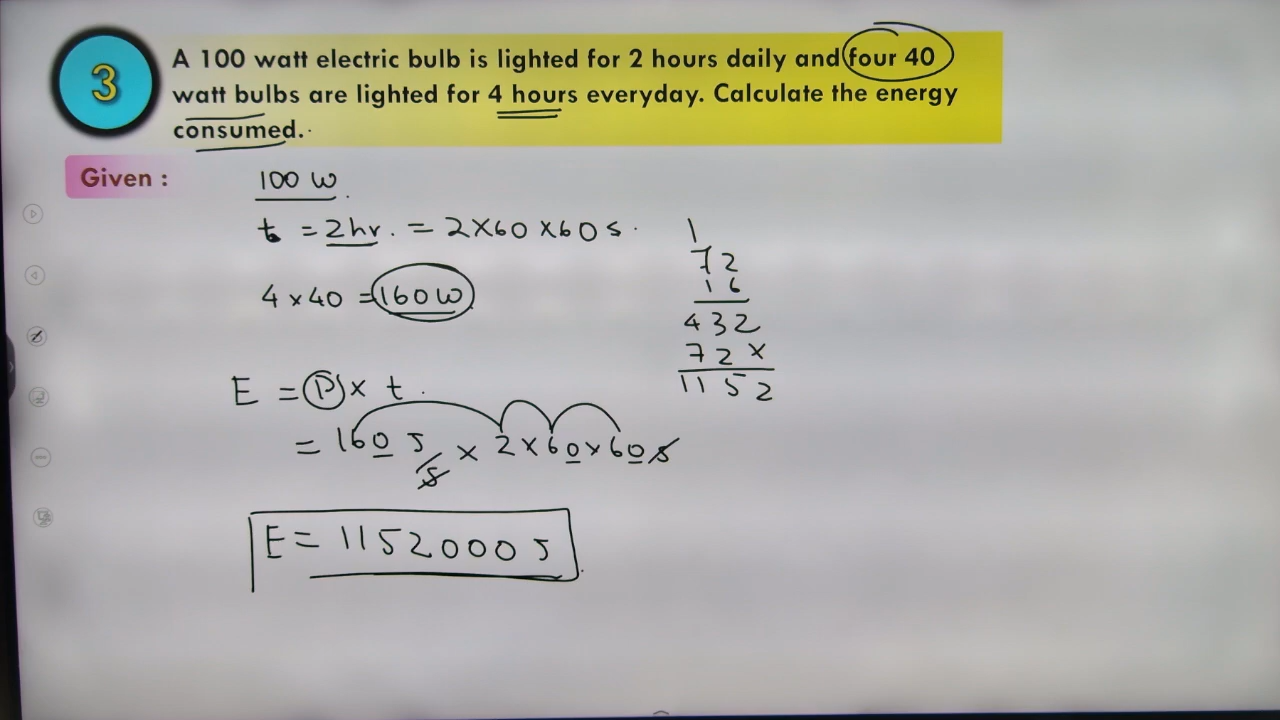 3
A 100 watt electric bulb is lighted for 2 hours daily and four 40
watt bulbs are lighted for 4 hours everyday. Calculate the energy
consumed.
Given :
100 W
t = 2hr. = 2×60×60 s.
4 × 40 = 160 W
1
72
16
432
72×
1152
E = P × t.
= 160 J/s × 2×60×60 s
E = 1152000 J